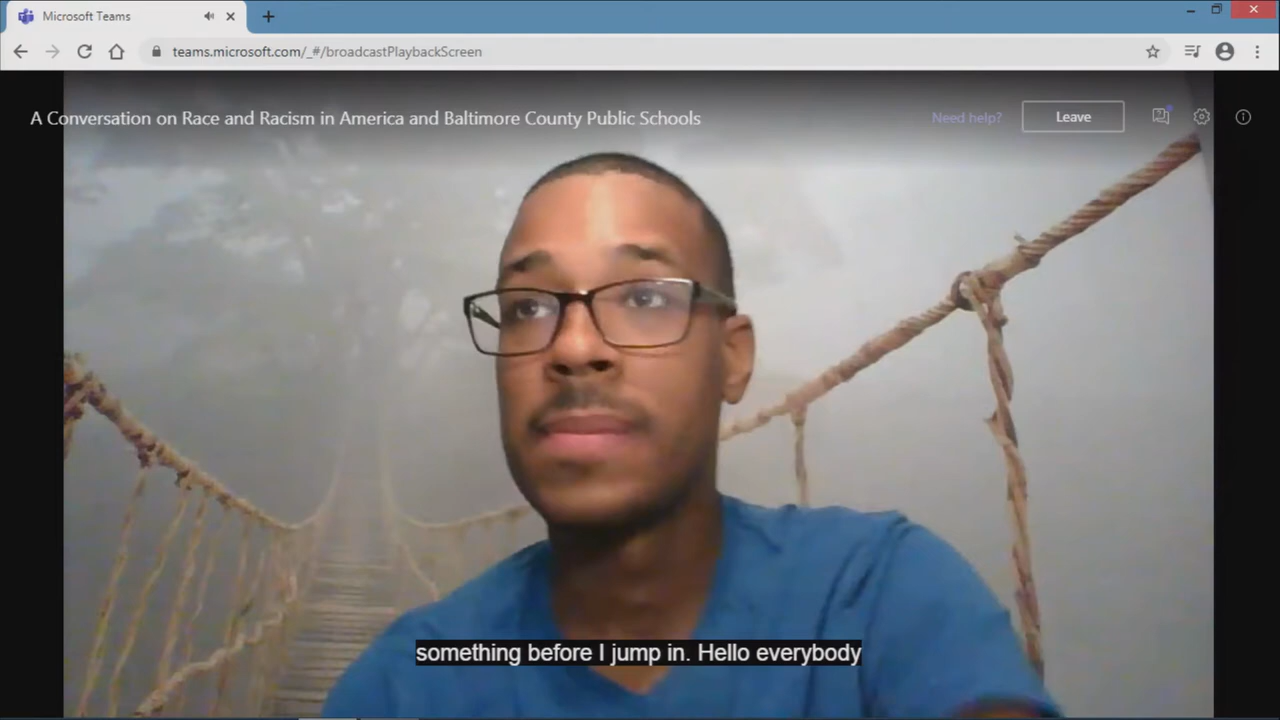 Microsoft Teams
teams.microsoft.com/_#/broadcastPlaybackScreen
A Conversation on Race and Racism in America and Baltimore County Public Schools
Need help?
Leave
something before I jump in. Hello everybody